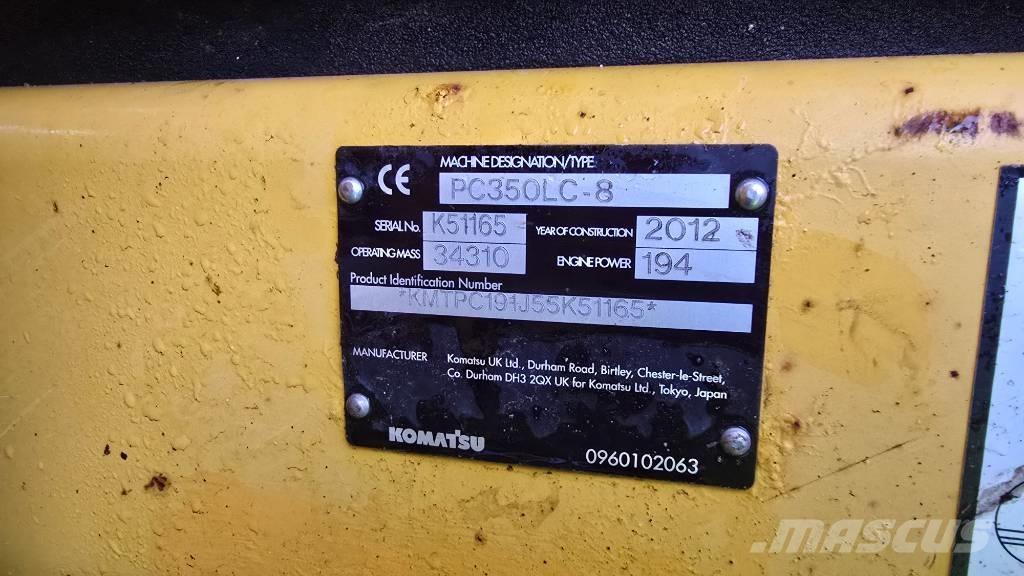 CE
MACHINE DESIGNATION/TYPE
PC350LC-8
SERIAL No. K51165 YEAR OF CONSTRUCTION 2012
OPERATING MASS 34310 ENGINE POWER 194
Product Identification Number
*KMTPC191J55K51165*
MANUFACTURER Komatsu UK Ltd., Durham Road, Birtley, Chester-le-Street,
Co. Durham DH3 2QX UK for Komatsu Ltd., Tokyo, Japan
KOMATSU
0960102063
MASCUS